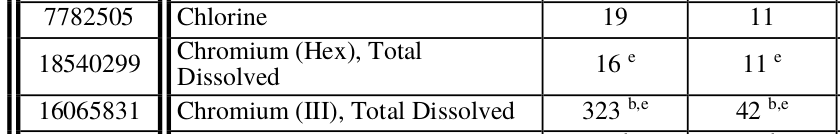 7782505 Chlorine 19 11
18540299 Chromium (Hex), Total Dissolved 16 e 11 e
16065831 Chromium (III), Total Dissolved 323 b,e 42 b,e